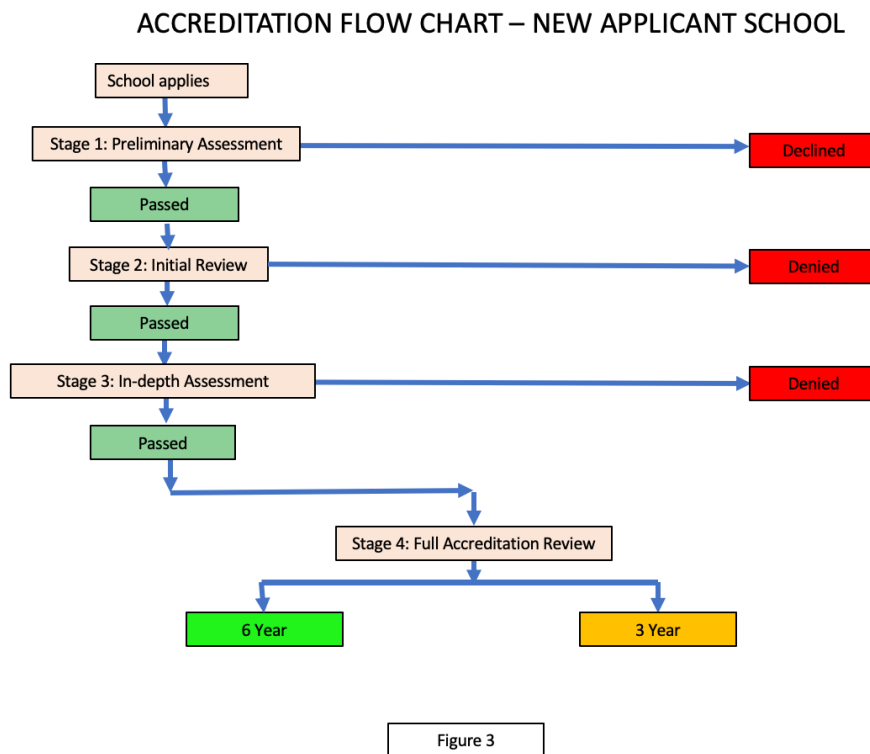 ACCREDITATION FLOW CHART – NEW APPLICANT SCHOOL
School applies
Stage 1: Preliminary Assessment
Declined
Passed
Stage 2: Initial Review
Denied
Passed
Stage 3: In-depth Assessment
Denied
Passed
Stage 4: Full Accreditation Review
6 Year
3 Year
Figure 3